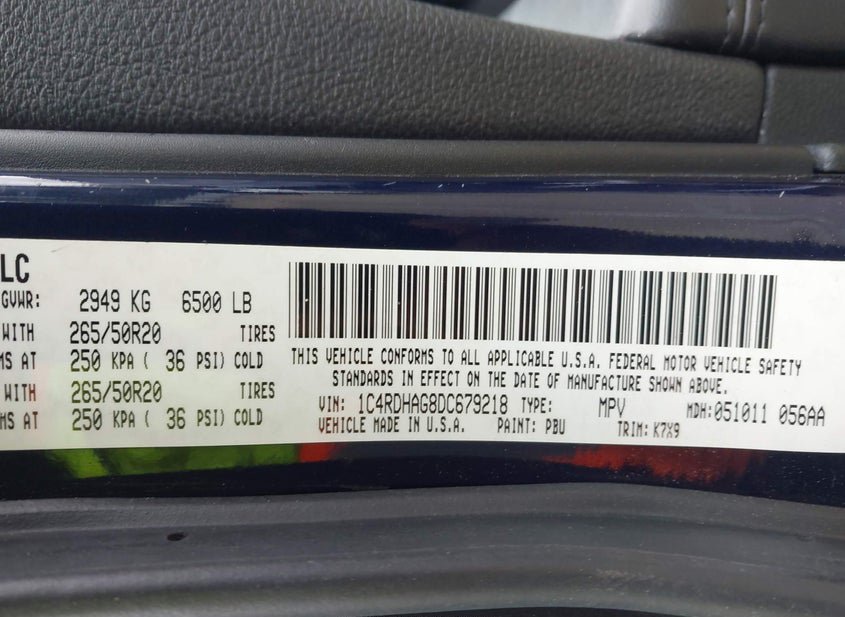 LC
GVWR: 2949 KG 6500 LB
WITH 265/50R20 TIRES
MS AT 250 KPA ( 36 PSI) COLD
WITH 265/50R20 TIRES
MS AT 250 KPA ( 36 PSI) COLD
THIS VEHICLE CONFORMS TO ALL APPLICABLE U.S.A. FEDERAL MOTOR VEHICLE SAFETY
STANDARDS IN EFFECT ON THE DATE OF MANUFACTURE SHOWN ABOVE.
VIN: 1C4RDHAG8DC679218 TYPE: MPV MDH: 051011 056AA
VEHICLE MADE IN U.S.A. PAINT: PBU TRIM: K7X9